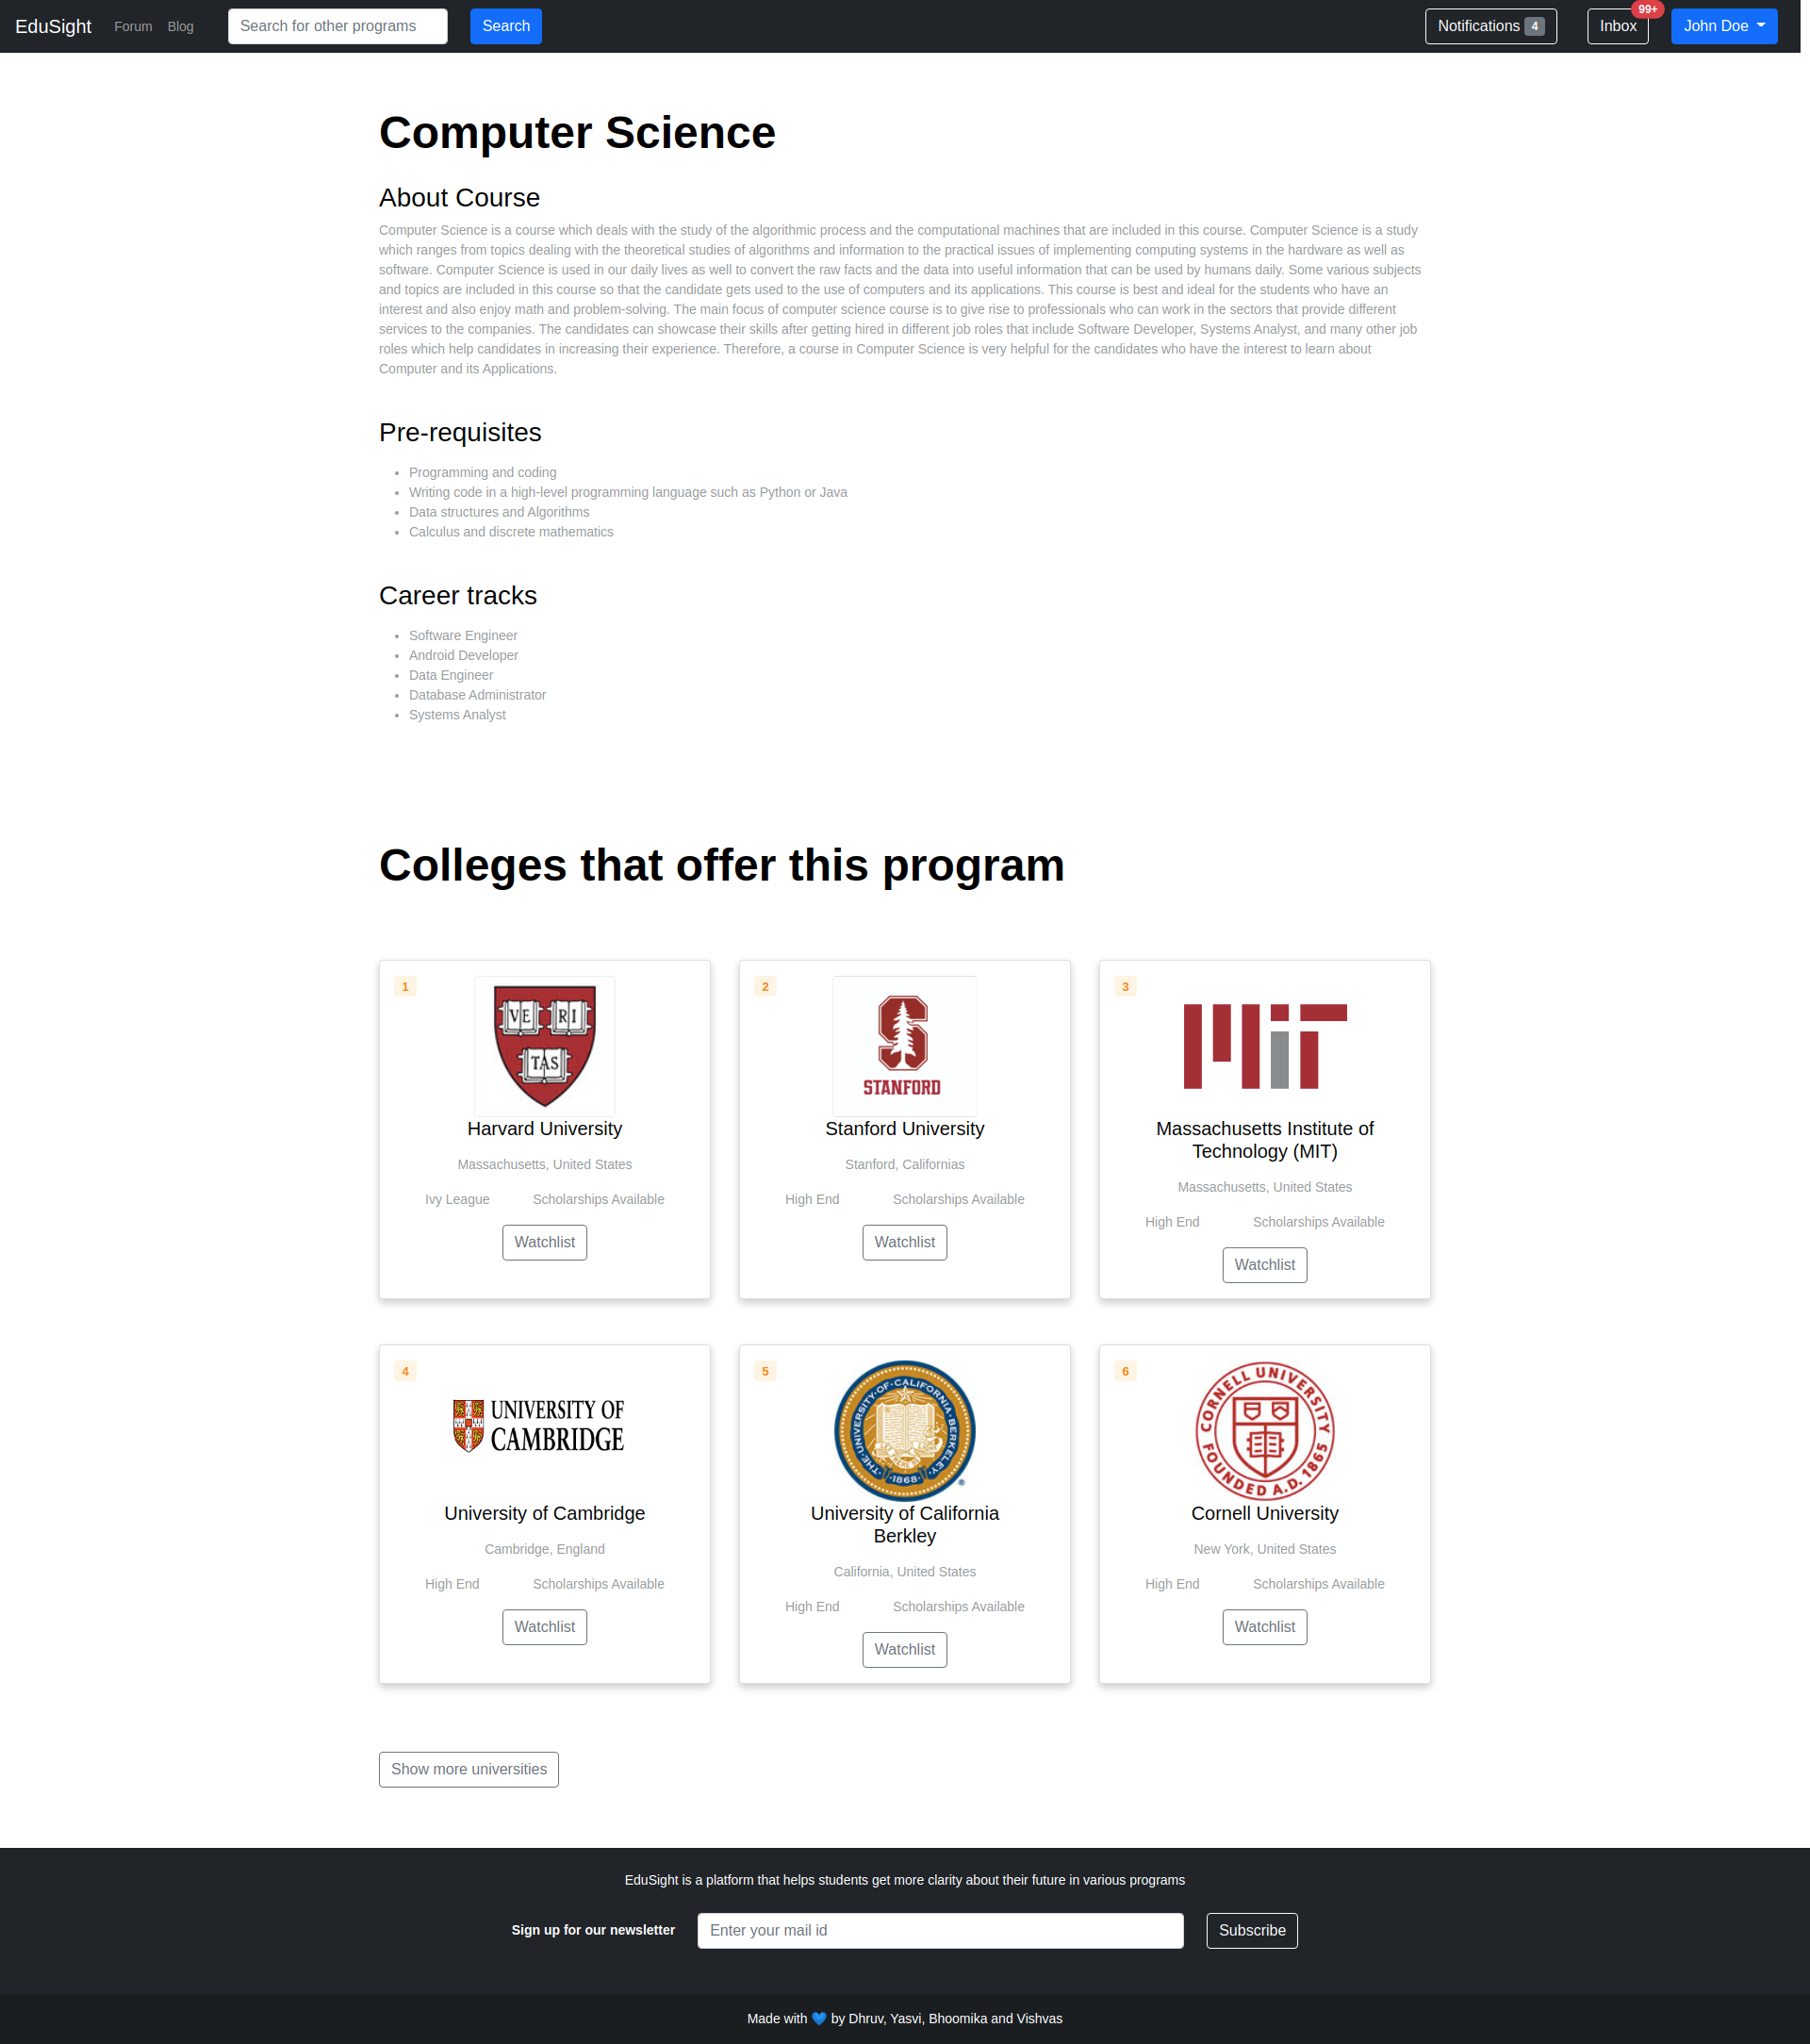 EduSight Forum Blog Search for other programs Search Notifications 4 Inbox 99+ John Doe
Computer Science
About Course
Computer Science is a course which deals with the study of the algorithmic process and the computational machines that are included in this course. Computer Science is a study
which ranges from topics dealing with the theoretical studies of algorithms and information to the practical issues of implementing computing systems in the hardware as well as
software. Computer Science is used in our daily lives as well to convert the raw facts and the data into useful information that can be used by humans daily. Some various subjects
and topics are included in this course so that the candidate gets used to the use of computers and its applications. This course is best and ideal for the students who have an
interest and also enjoy math and problem-solving. The main focus of computer science course is to give rise to professionals who can work in the sectors that provide different
services to the companies. The candidates can showcase their skills after getting hired in different job roles that include Software Developer, Systems Analyst, and many other job
roles which help candidates in increasing their experience. Therefore, a course in Computer Science is very helpful for the candidates who have the interest to learn about
Computer and its Applications.
Pre-requisites
• Programming and coding
• Writing code in a high-level programming language such as Python or Java
• Data structures and Algorithms
• Calculus and discrete mathematics
Career tracks
• Software Engineer
• Android Developer
• Data Engineer
• Database Administrator
• Systems Analyst
Colleges that offer this program
1
VE RI
TAS
Harvard University
Massachusetts, United States
Ivy League Scholarships Available
Watchlist
2
S
STANFORD
Stanford University
Stanford, Californias
High End Scholarships Available
Watchlist
3
MIT
Massachusetts Institute of
Technology (MIT)
Massachusetts, United States
High End Scholarships Available
Watchlist
4
UNIVERSITY OF
CAMBRIDGE
University of Cambridge
Cambridge, England
High End Scholarships Available
Watchlist
5
THE·UNIVERSITY·OF·CALIFORNIA·BERKELEY
·1868·
University of California
Berkley
California, United States
High End Scholarships Available
Watchlist
6
CORNELL UNIVERSITY
FOUNDED A.D. 1865
Cornell University
New York, United States
High End Scholarships Available
Watchlist
Show more universities
EduSight is a platform that helps students get more clarity about their future in various programs
Sign up for our newsletter Enter your mail id Subscribe
Made with 💙 by Dhruv, Yasvi, Bhoomika and Vishvas